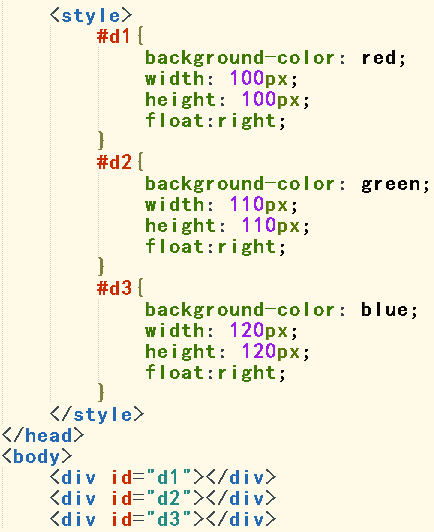 <style>
#d1{
background-color: red;
width: 100px;
height: 100px;
float:right;
}
#d2{
background-color: green;
width: 110px;
height: 110px;
float:right;
}
#d3{
background-color: blue;
width: 120px;
height: 120px;
float:right;
}
</style>
</head>
<body>
<div id="d1"></div>
<div id="d2"></div>
<div id="d3"></div>